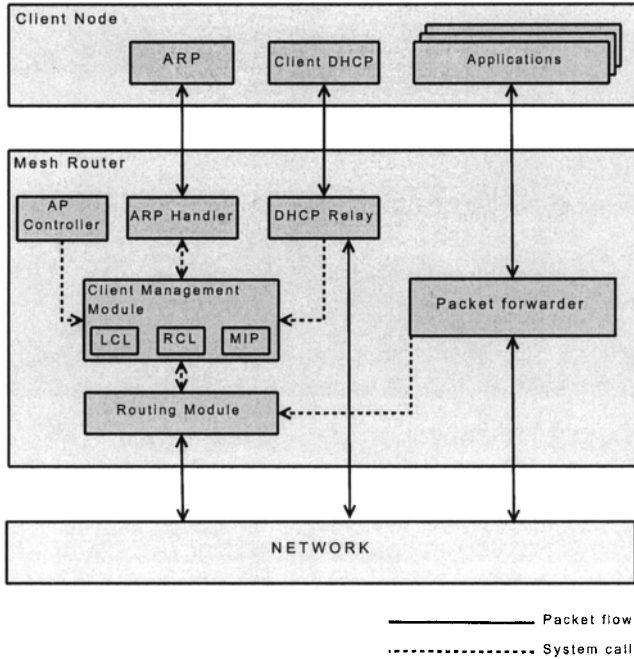 Client Node
ARP
Client DHCP
Applications
Mesh Router
AP
Controller
ARP Handler
DHCP Relay
Client Management
Module
LCL
RCL
MIP
Packet forwarder
Routing Module
NETWORK
Packet flow
System call